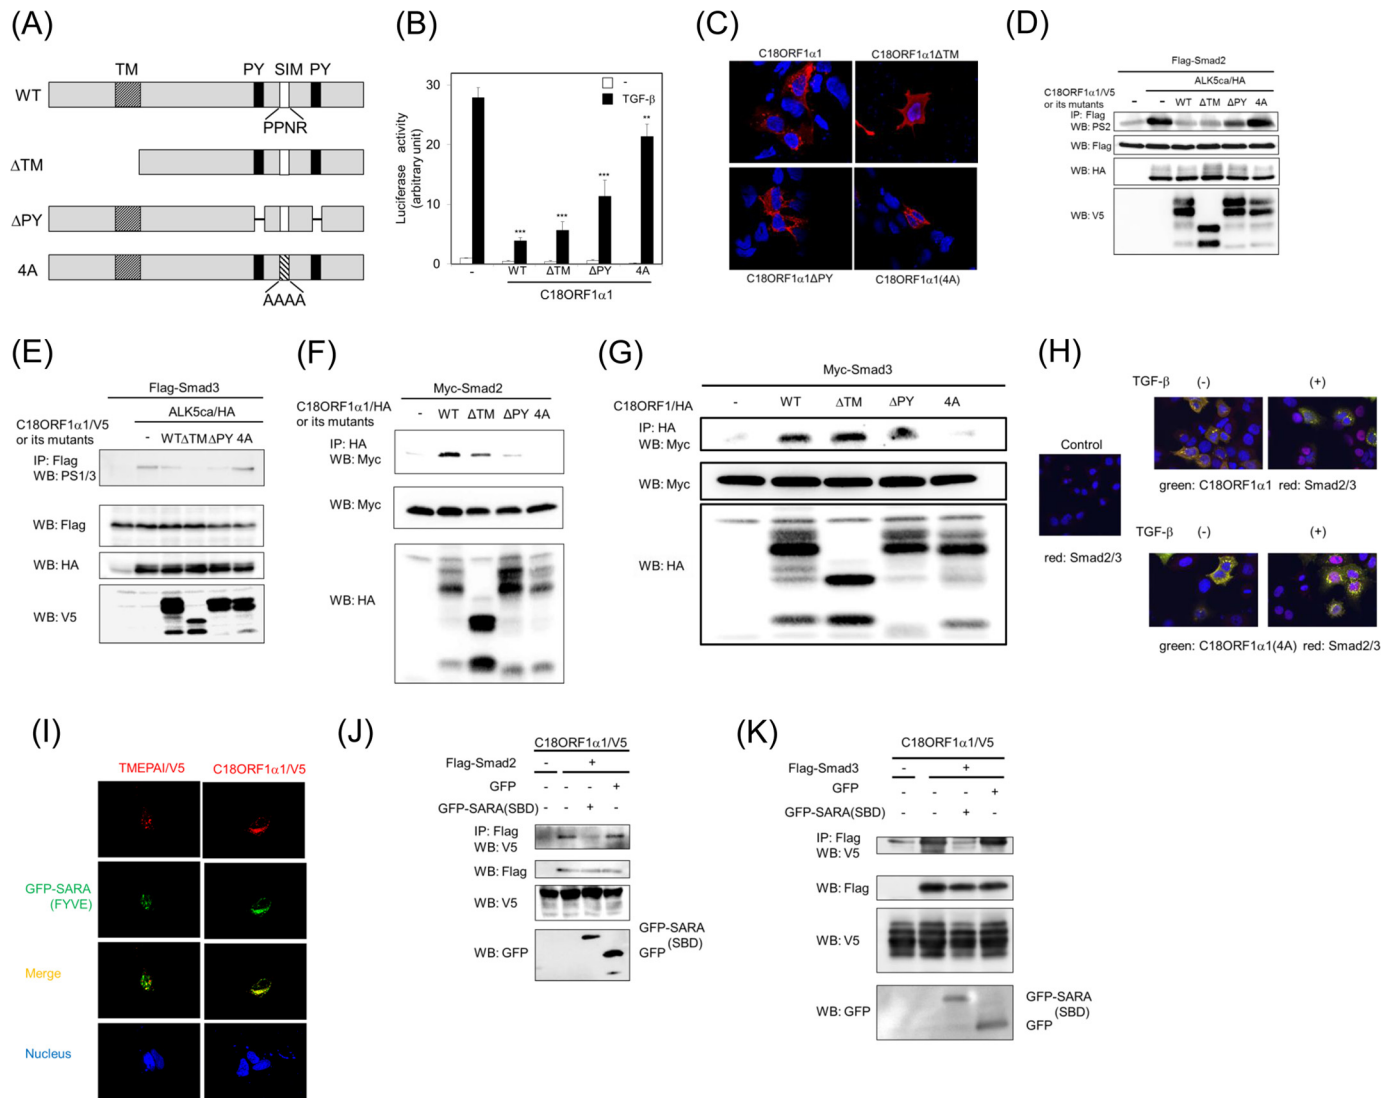 (A)
TM PY SIM PY
WT
PPNR
ΔTM
ΔPY
4A
AAAA
(B)
Luciferase activity
(arbitrary unit)
30
20
10
0
-
TGF-β
***
***
***
**
- WT ΔTM ΔPY 4A
C18ORF1α1
(C)
C18ORF1α1 C18ORF1α1ΔTM
C18ORF1α1ΔPY C18ORF1α1(4A)
(D)
Flag-Smad2
ALK5ca/HA
C18ORF1α1/V5
or its mutants
- - WT ΔTM ΔPY 4A
IP: Flag
WB: PS2
WB: Flag
WB: HA
WB: V5
(E)
Flag-Smad3
ALK5ca/HA
C18ORF1α1/V5
or its mutants
- WTΔTMΔPY 4A
IP: Flag
WB: PS1/3
WB: Flag
WB: HA
WB: V5
(F)
Myc-Smad2
C18ORF1α1/HA
or its mutants
- WT ΔTM ΔPY 4A
IP: HA
WB: Myc
WB: Myc
WB: HA
(G)
Myc-Smad3
C18ORF1/HA
- WT ΔTM ΔPY 4A
IP: HA
WB: Myc
WB: Myc
WB: HA
(H)
TGF-β (-) (+)
Control
red: Smad2/3
green: C18ORF1α1 red: Smad2/3
TGF-β (-) (+)
green: C18ORF1α1(4A) red: Smad2/3
(I)
TMEPAI/V5 C18ORF1α1/V5
GFP-SARA
(FYVE)
Merge
Nucleus
(J)
C18ORF1α1/V5
Flag-Smad2 - +
GFP - - - +
GFP-SARA(SBD) - - + -
IP: Flag
WB: V5
WB: Flag
WB: V5
WB: GFP
GFP-SARA
(SBD)
GFP
(K)
C18ORF1α1/V5
Flag-Smad3 - +
GFP - - - +
GFP-SARA(SBD) - - + -
IP: Flag
WB: V5
WB: Flag
WB: V5
WB: GFP
GFP-SARA
(SBD)
GFP